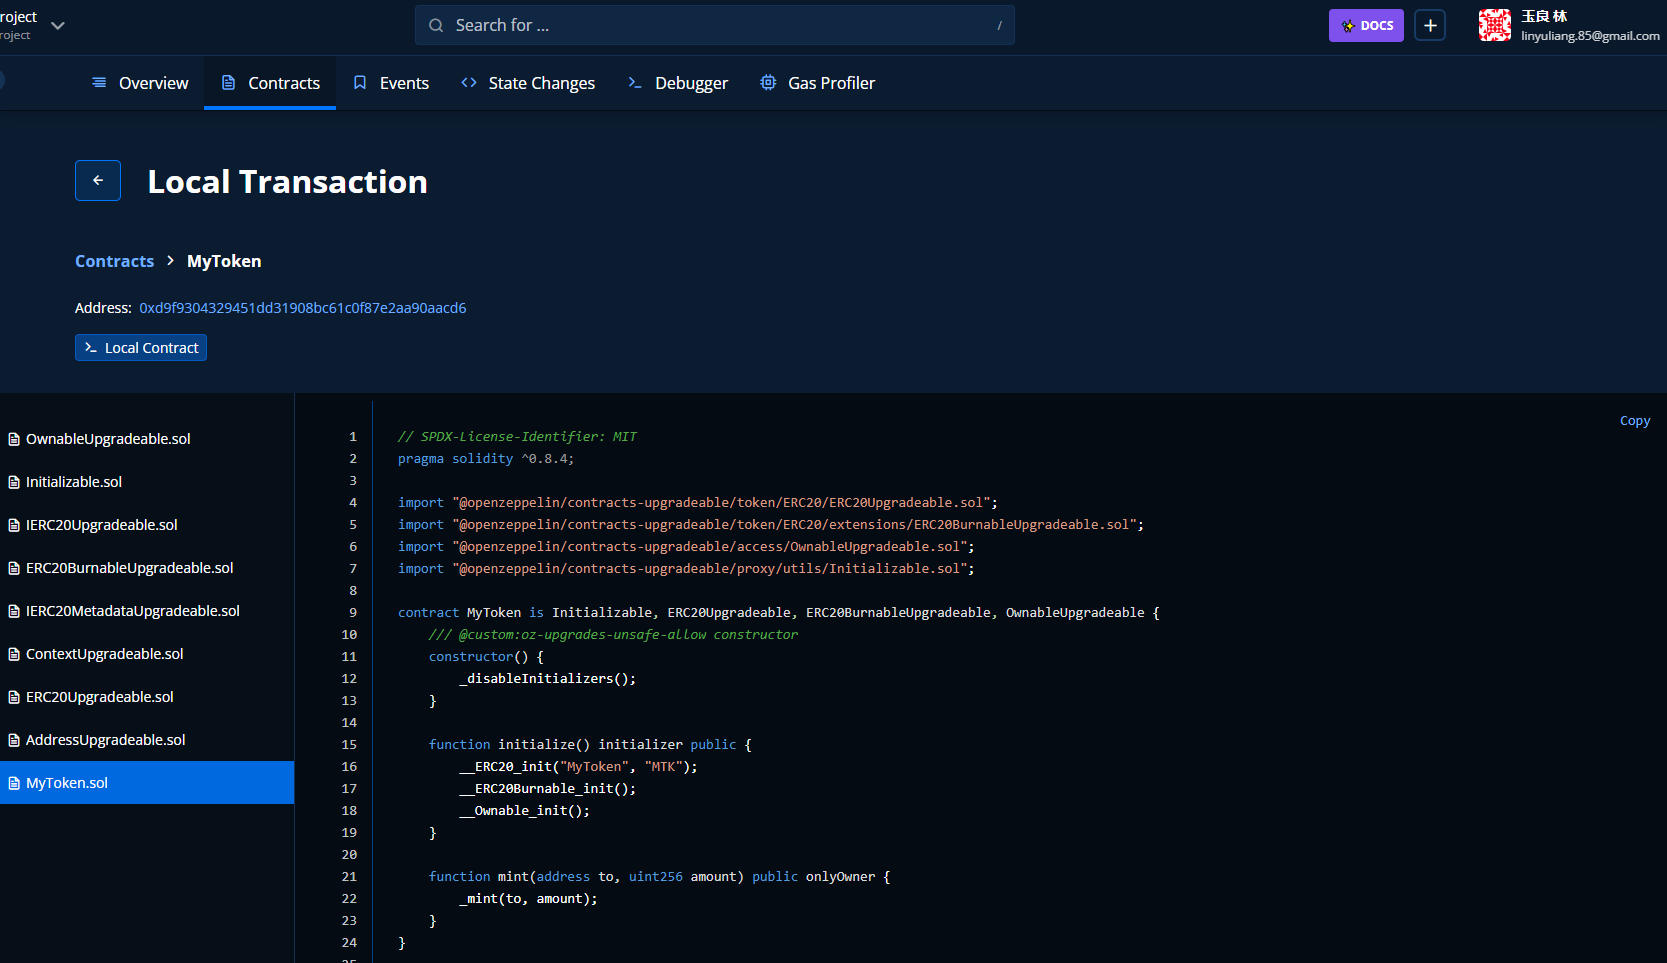 roject
roject
Search for ...
/
DOCS
玉良 林
linyuliang.85@gmail.com
Overview
Contracts
Events
State Changes
Debugger
Gas Profiler
Local Transaction
Contracts > MyToken
Address: 0xd9f9304329451dd31908bc61c0f87e2aa90aacd6
Local Contract
OwnableUpgradeable.sol
Initializable.sol
IERC20Upgradeable.sol
ERC20BurnableUpgradeable.sol
IERC20MetadataUpgradeable.sol
ContextUpgradeable.sol
ERC20Upgradeable.sol
AddressUpgradeable.sol
MyToken.sol
Copy
1 // SPDX-License-Identifier: MIT
2 pragma solidity ^0.8.4;
3
4 import "@openzeppelin/contracts-upgradeable/token/ERC20/ERC20Upgradeable.sol";
5 import "@openzeppelin/contracts-upgradeable/token/ERC20/extensions/ERC20BurnableUpgradeable.sol";
6 import "@openzeppelin/contracts-upgradeable/access/OwnableUpgradeable.sol";
7 import "@openzeppelin/contracts-upgradeable/proxy/utils/Initializable.sol";
8
9 contract MyToken is Initializable, ERC20Upgradeable, ERC20BurnableUpgradeable, OwnableUpgradeable {
10 /// @custom:oz-upgrades-unsafe-allow constructor
11 constructor() {
12 _disableInitializers();
13 }
14
15 function initialize() initializer public {
16 __ERC20_init("MyToken", "MTK");
17 __ERC20Burnable_init();
18 __Ownable_init();
19 }
20
21 function mint(address to, uint256 amount) public onlyOwner {
22 _mint(to, amount);
23 }
24 }
25